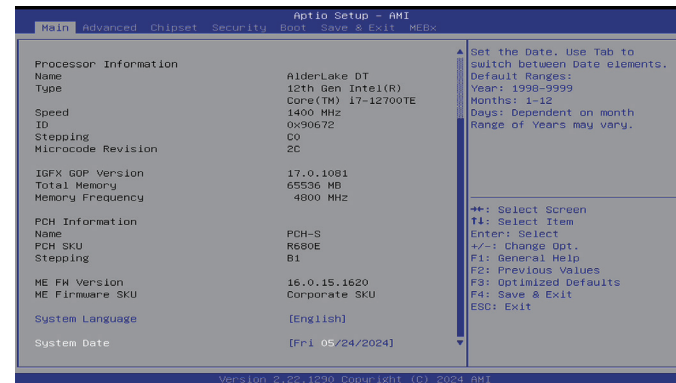 Aptio Setup - AMI
Main Advanced Chipset Security Boot Save & Exit MEBx
Processor Information
Name AlderLake DT
Type 12th Gen Intel(R)
Core(TM) i7-12700TE
Speed 1400 MHz
ID 0x90672
Stepping C0
Microcode Revision 2C
IGFX GOP Version 17.0.1081
Total Memory 65536 MB
Memory Frequency 4800 MHz
PCH Information
Name PCH-S
PCH SKU R680E
Stepping B1
ME FW Version 16.0.15.1620
ME Firmware SKU Corporate SKU
System Language [English]
System Date [Fri 05/24/2024]
Set the Date. Use Tab to
switch between Date elements.
Default Ranges:
Year: 1998-9999
Months: 1-12
Days: Dependent on month
Range of Years may vary.
→←: Select Screen
↑↓: Select Item
Enter: Select
+/-: Change Opt.
F1: General Help
F2: Previous Values
F3: Optimized Defaults
F4: Save & Exit
ESC: Exit
Version 2.22.1290 Copyright (C) 2024 AMI